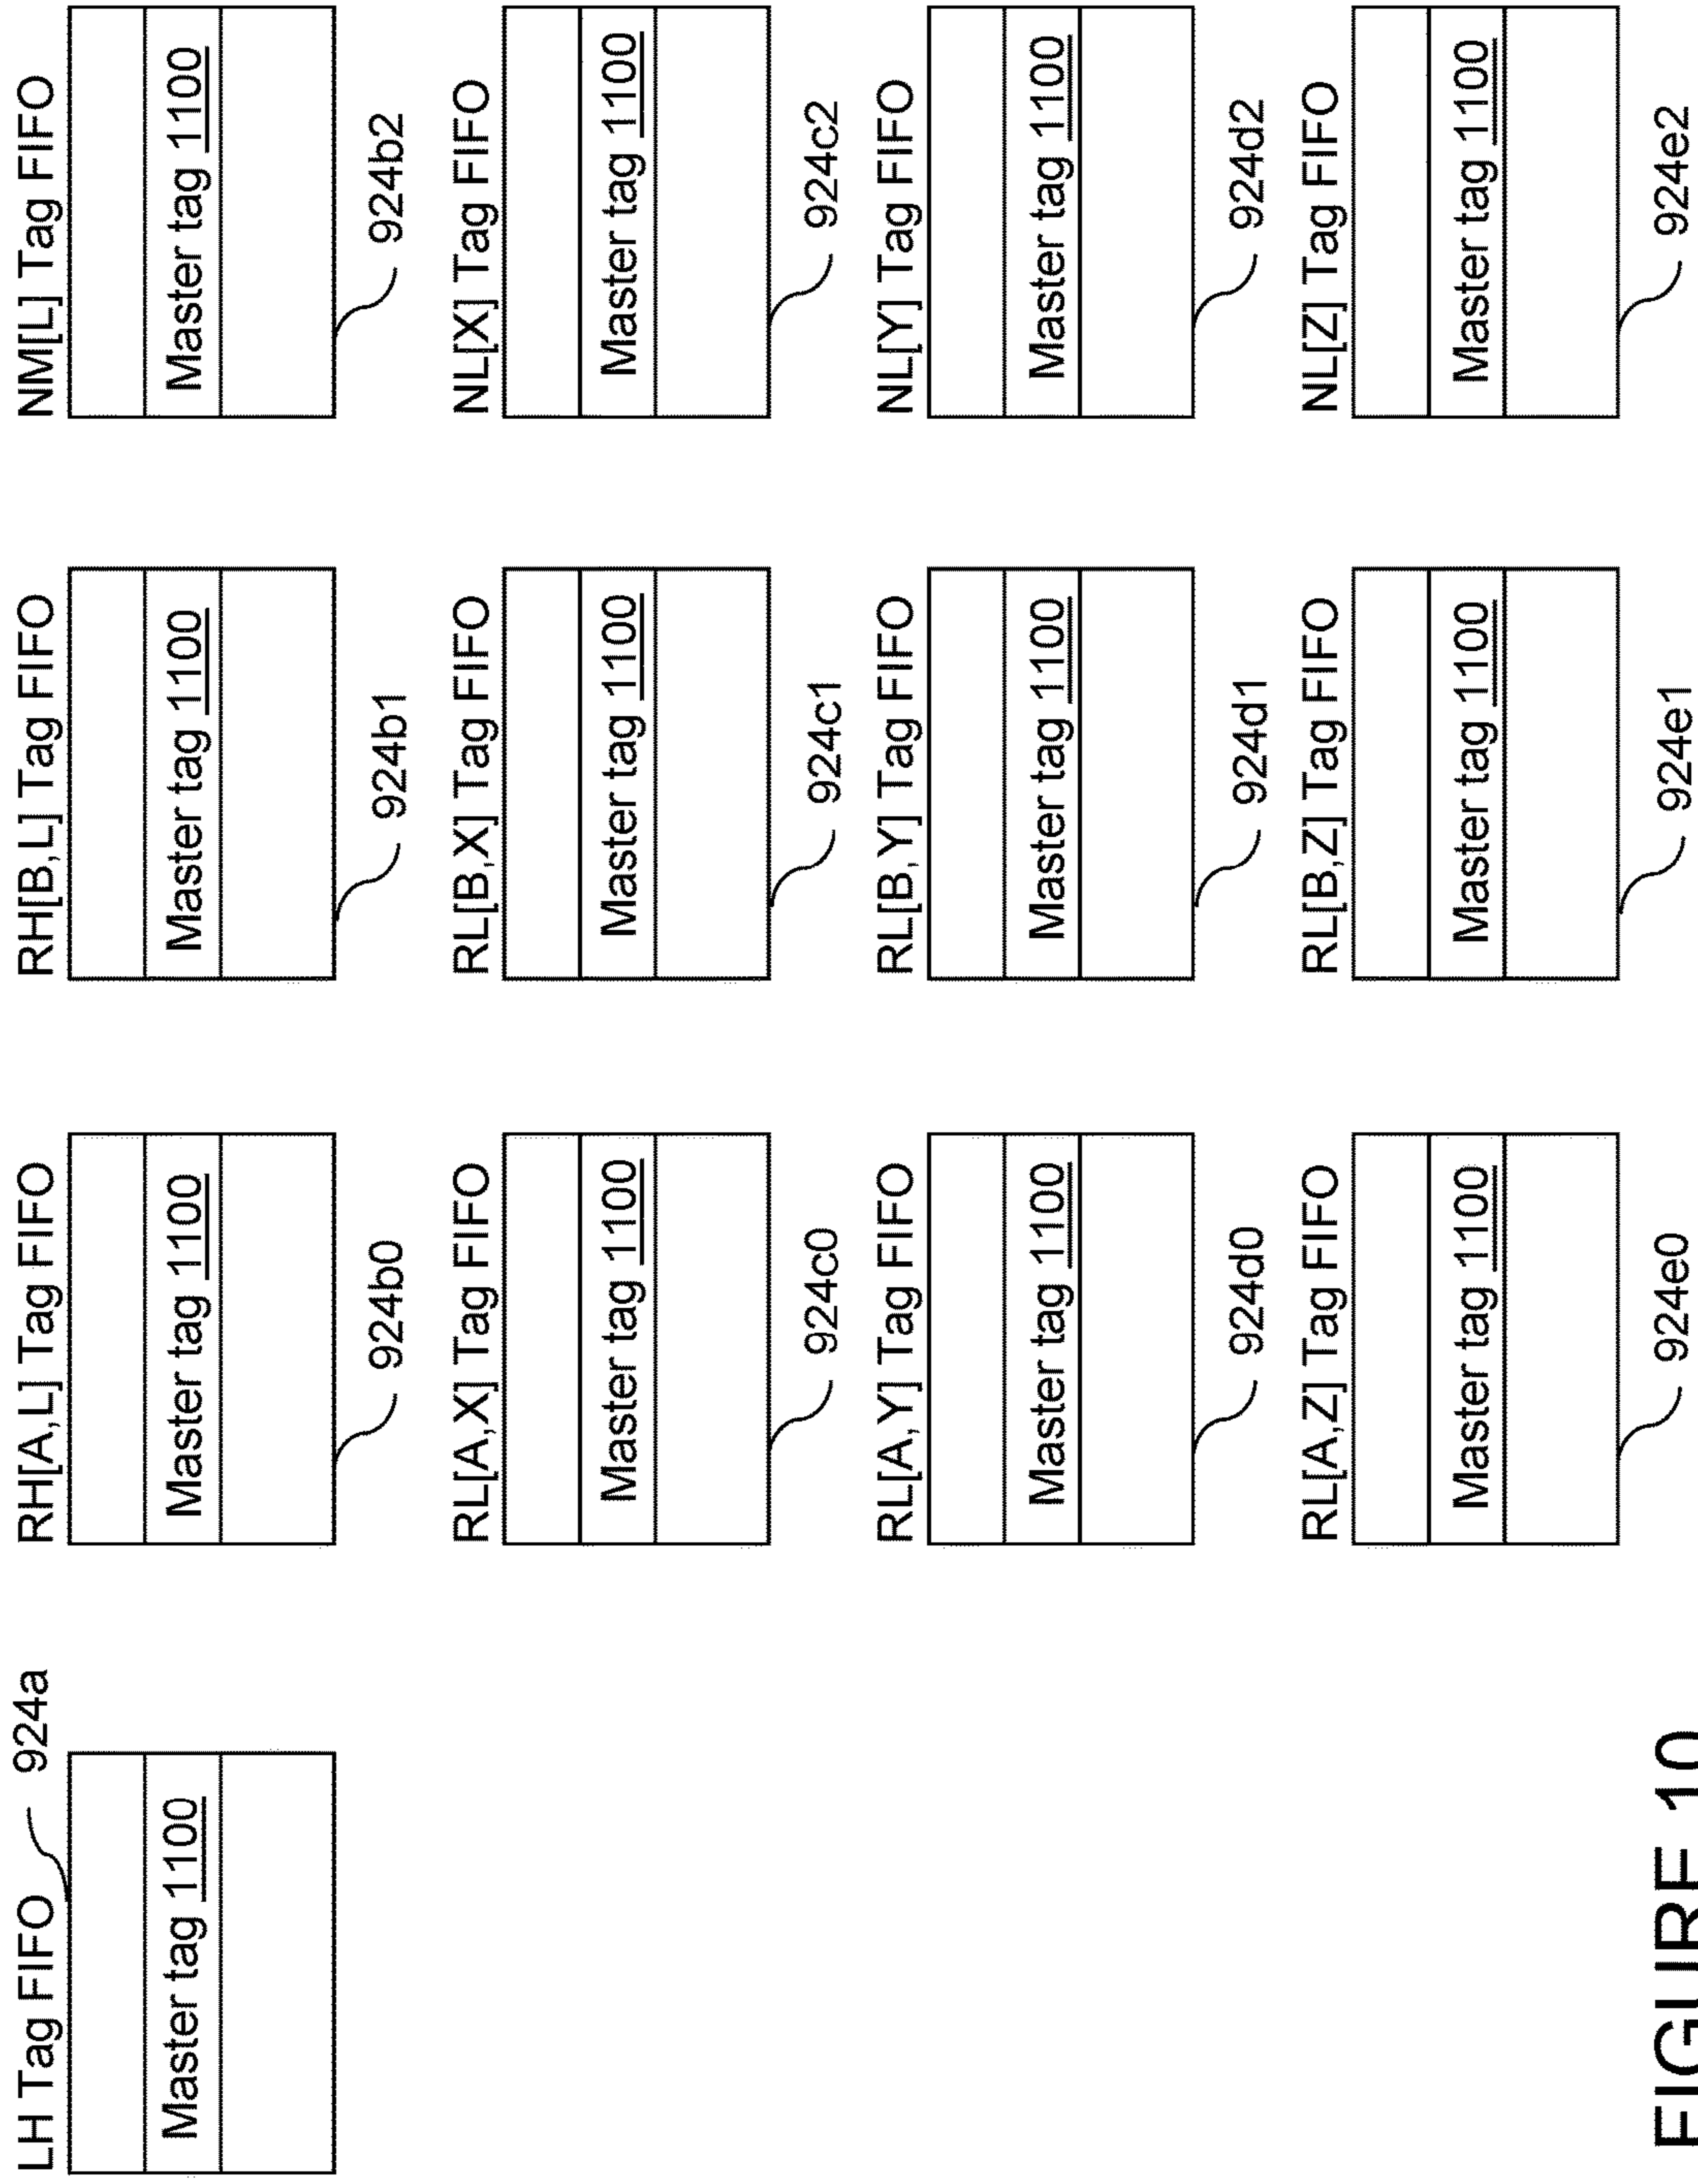 LH Tag FIFO
924a
Master tag 1100
RH[A,L] Tag FIFO
Master tag 1100
924b0
RH[B,L] Tag FIFO
Master tag 1100
924b1
NM[L] Tag FIFO
Master tag 1100
924b2
RL[A,X] Tag FIFO
Master tag 1100
924c0
RL[B,X] Tag FIFO
Master tag 1100
924c1
NL[X] Tag FIFO
Master tag 1100
924c2
RL[A,Y] Tag FIFO
Master tag 1100
924d0
RL[B,Y] Tag FIFO
Master tag 1100
924d1
NL[Y] Tag FIFO
Master tag 1100
924d2
RL[A,Z] Tag FIFO
Master tag 1100
924e0
RL[B,Z] Tag FIFO
Master tag 1100
924e1
NL[Z] Tag FIFO
Master tag 1100
924e2
FIGURE 10